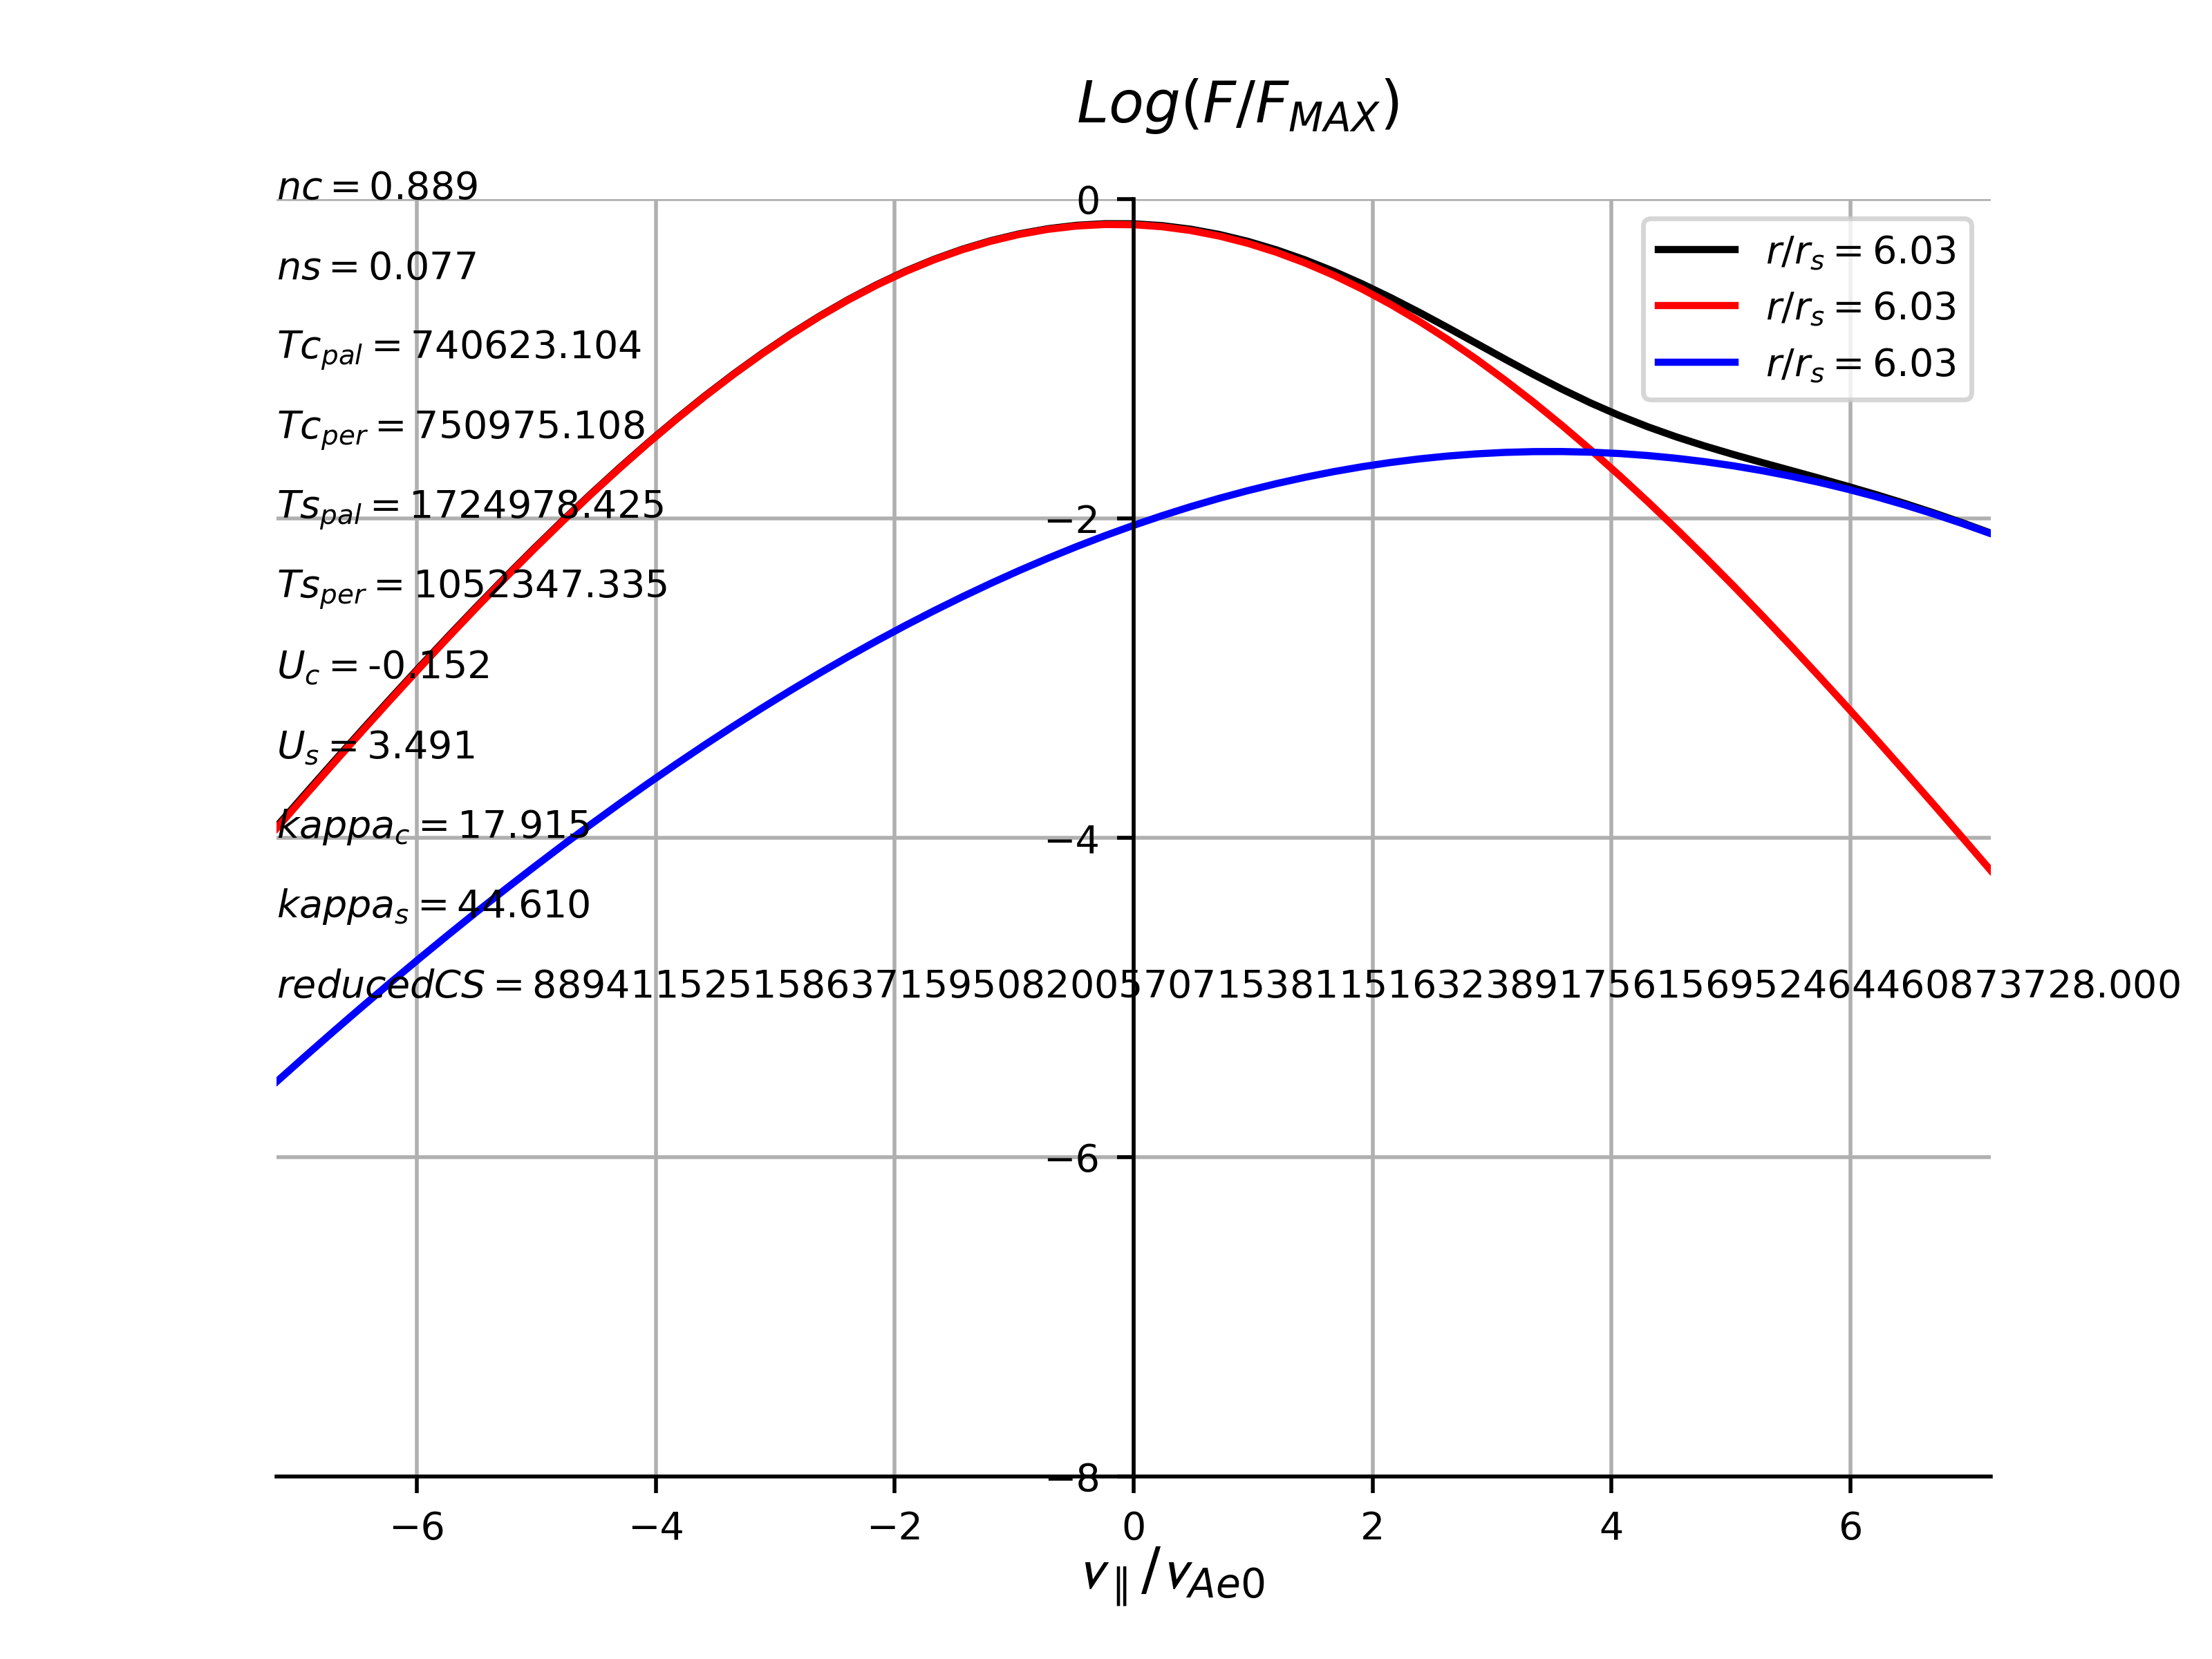 Log(F/F_MAX)
nc = 0.889
ns = 0.077
Tc_pal = 740623.104
Tc_per = 750975.108
Ts_pal = 1724978.425
Ts_per = 1052347.335
U_c = -0.152
U_s = 3.491
kappa_c = 17.915
kappa_s = 44.610
reducedCS = 8894115251586371595082005707153811516323891756156952464460873728.000
r/r_s = 6.03
r/r_s = 6.03
r/r_s = 6.03
0
−2
−4
−6
−8
−6 −4 −2 0 2 4 6
v_∥/v_Ae0